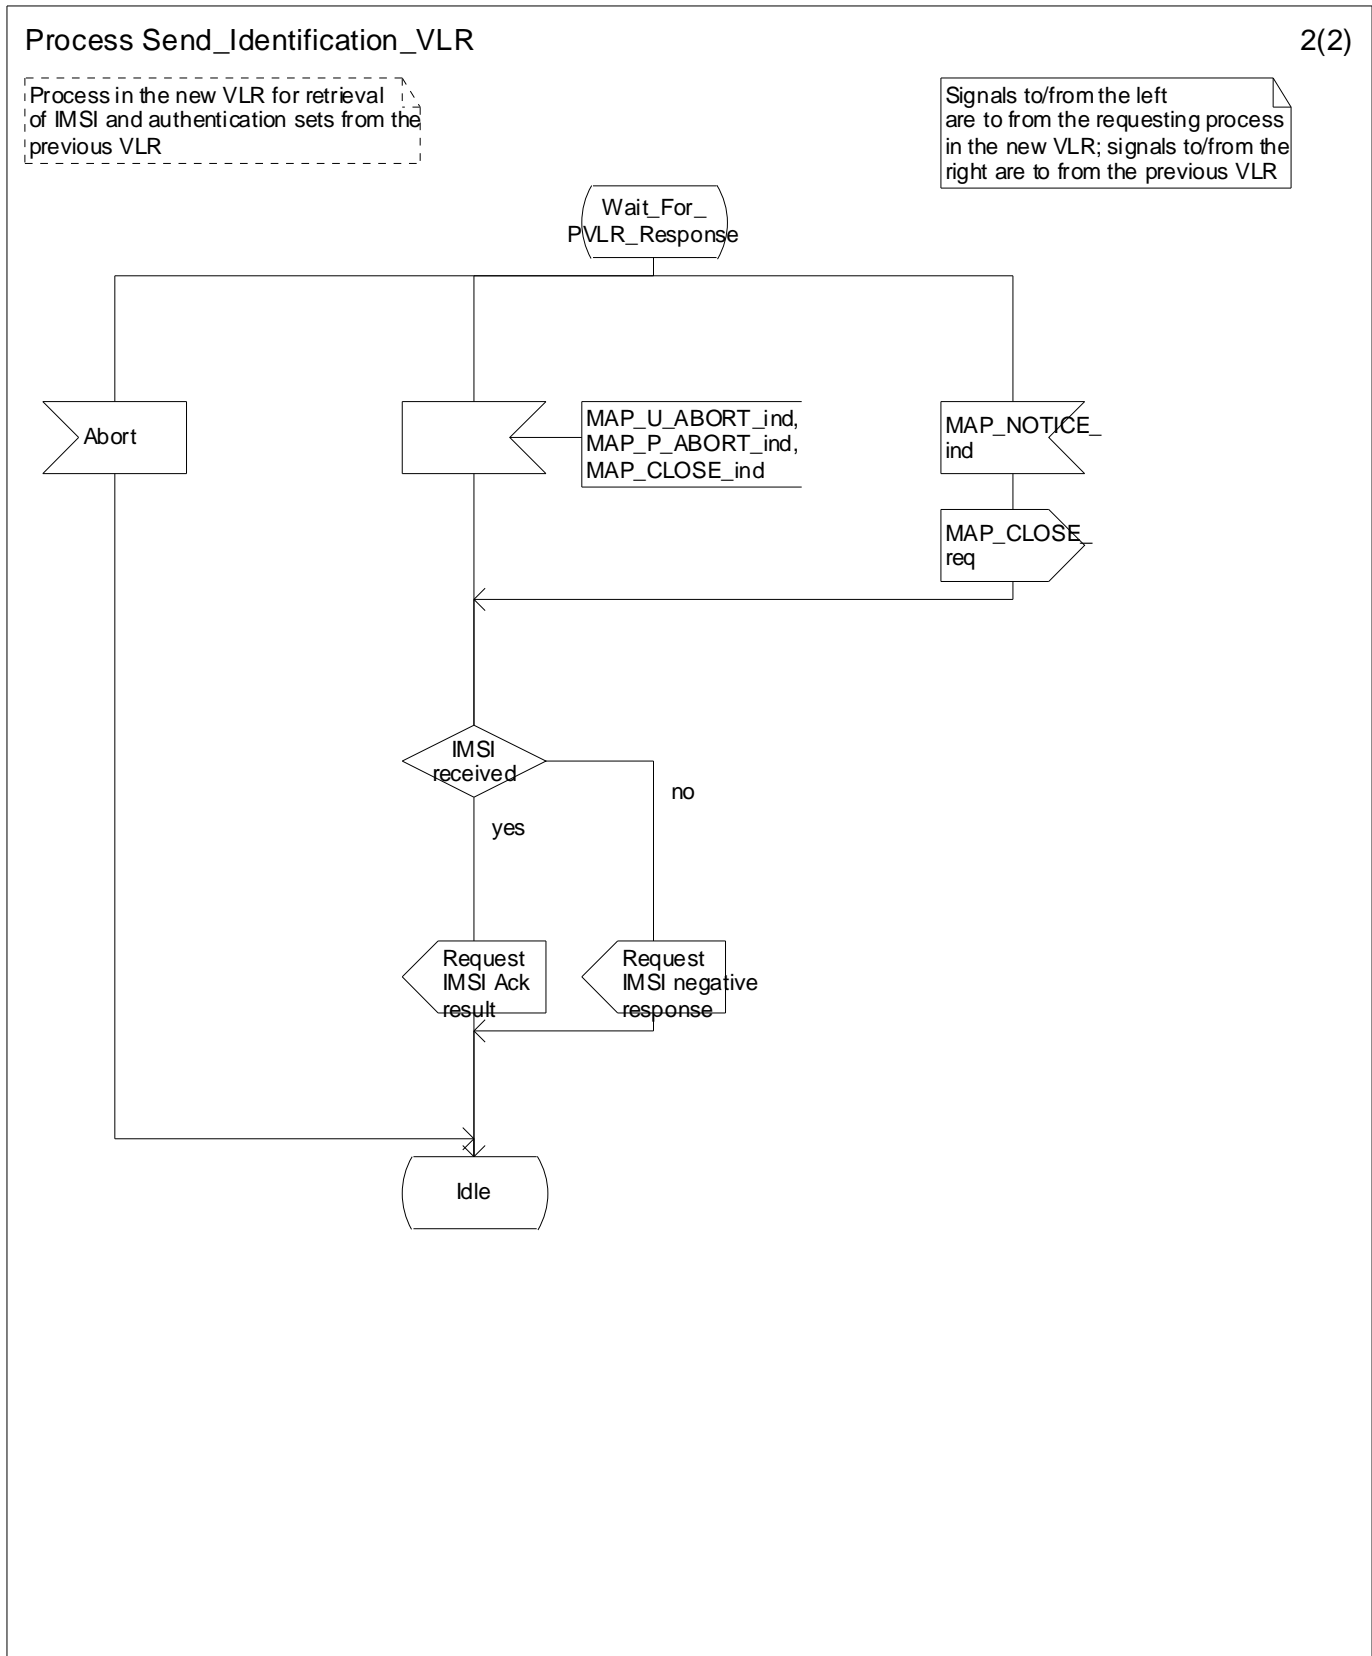 Process Send_Identification_VLR
2(2)
Process in the new VLR for retrieval
of IMSI and authentication sets from the
previous VLR
Signals to/from the left
are to from the requesting process
in the new VLR; signals to/from the
right are to from the previous VLR
Wait_For_
PVLR_Response
Abort
MAP_U_ABORT_ind,
MAP_P_ABORT_ind,
MAP_CLOSE_ind
MAP_NOTICE_
ind
MAP_CLOSE_
req
IMSI
received
no
yes
Request
IMSI Ack
result
Request
IMSI negative
response
Idle